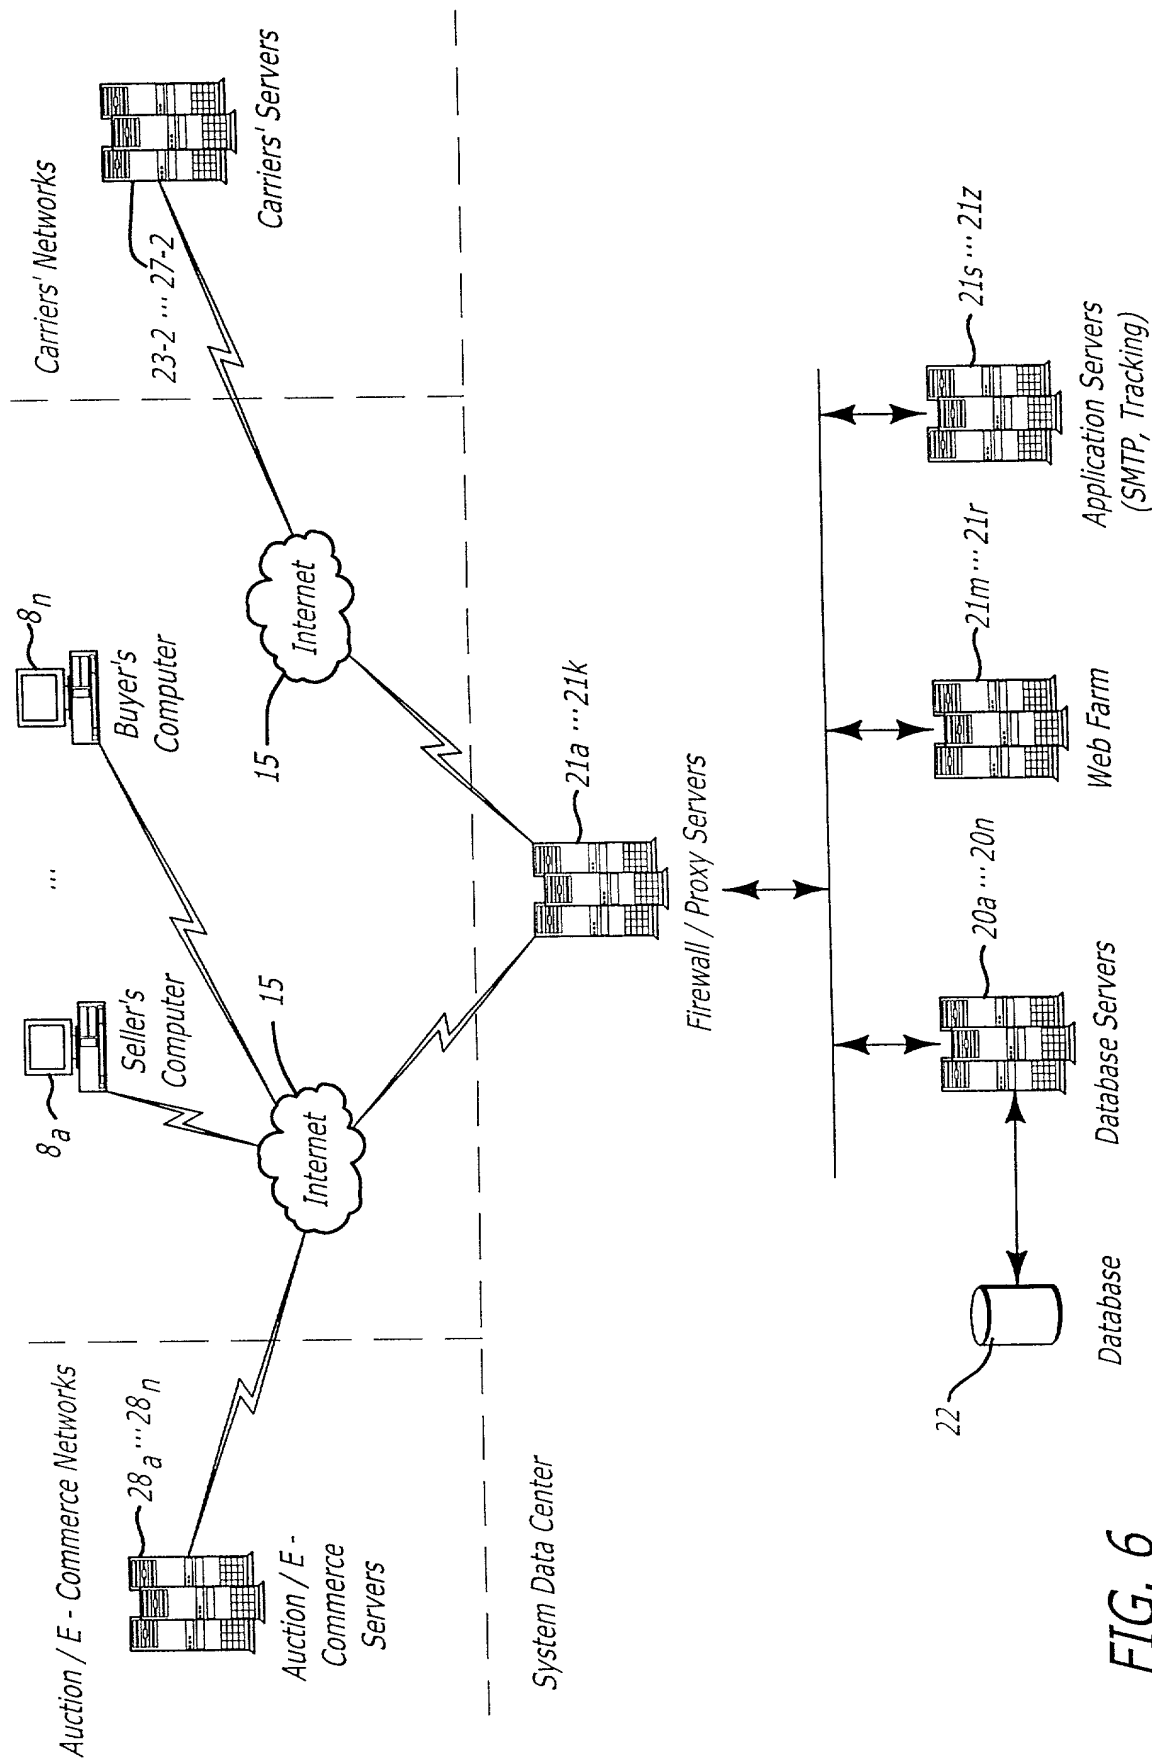 Auction / E - Commerce Networks
Carriers' Networks
8a
Seller's
Computer
...
8n
Buyer's
Computer
28a ... 28n
Auction / E -
Commerce
Servers
15
Internet
15
Internet
23-2 ... 27-2
Carriers' Servers
System Data Center
21a ... 21k
Firewall / Proxy Servers
22
Database
20a ... 20n
Database Servers
21m ... 21r
Web Farm
21s ... 21z
Application Servers
(SMTP, Tracking)
FIG. 6